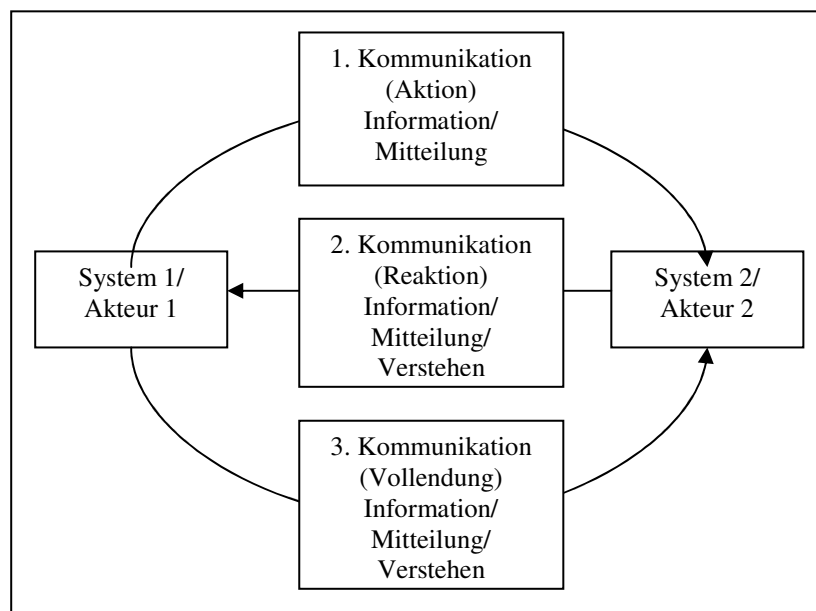 1. Kommunikation
(Aktion)
Information/
Mitteilung
System 1/
Akteur 1
2. Kommunikation
(Reaktion)
Information/
Mitteilung/
Verstehen
System 2/
Akteur 2
3. Kommunikation
(Vollendung)
Information/
Mitteilung/
Verstehen